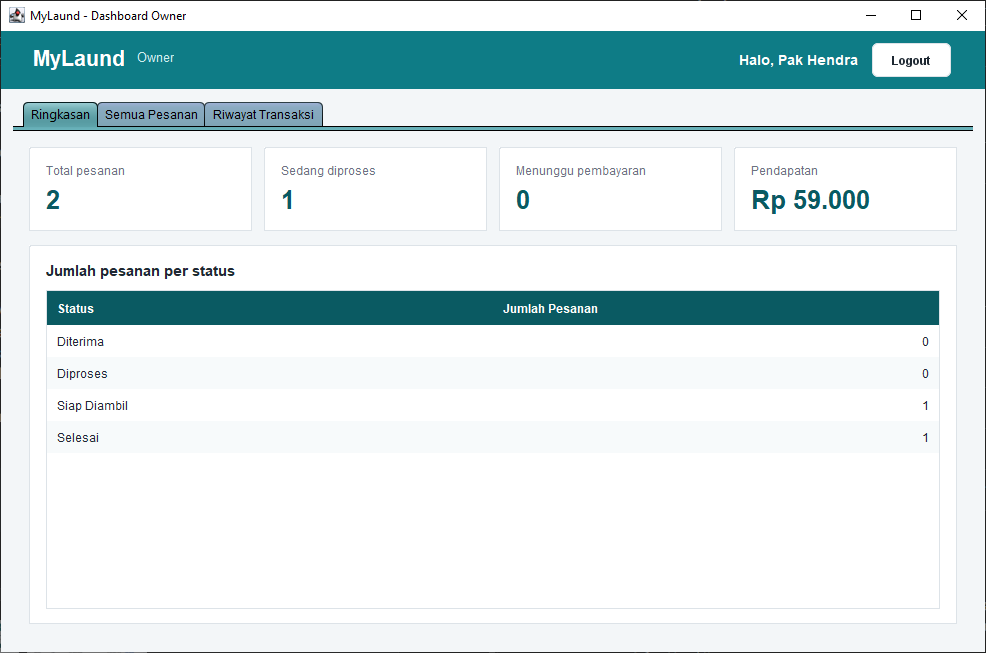 MyLaund - Dashboard Owner
MyLaund Owner Halo, Pak Hendra Logout
Ringkasan Semua Pesanan Riwayat Transaksi
Total pesanan Sedang diproses Menunggu pembayaran Pendapatan
2 1 0 Rp 59.000
Jumlah pesanan per status
Status Jumlah Pesanan
Diterima 0
Diproses 0
Siap Diambil 1
Selesai 1